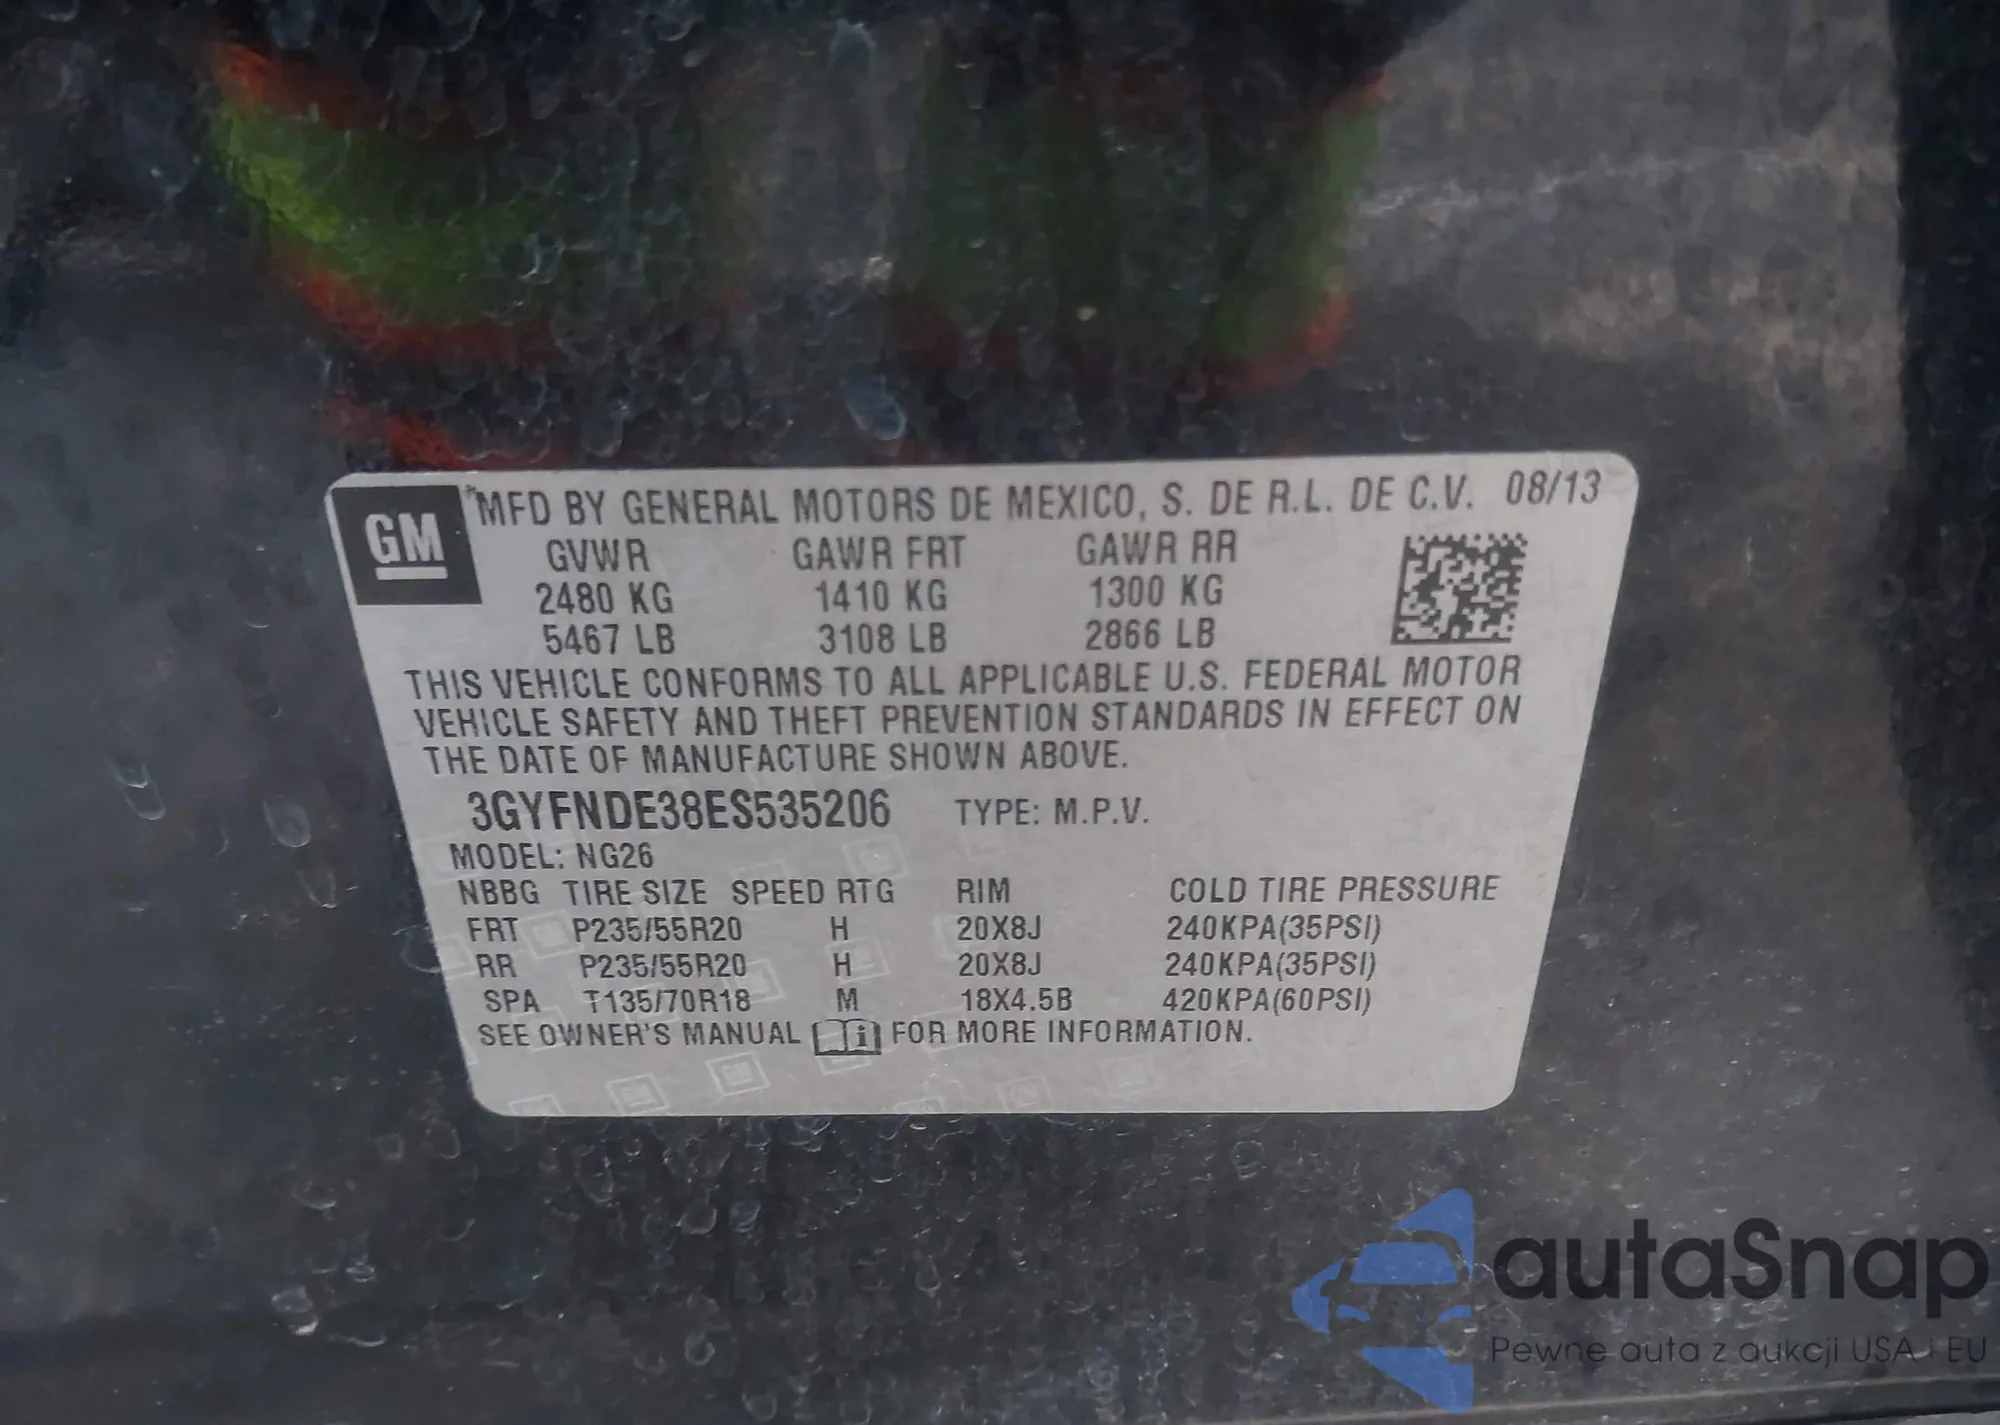 GM
MFD BY GENERAL MOTORS DE MEXICO, S. DE R.L. DE C.V. 08/13
GVWR GAWR FRT GAWR RR
2480 KG 1410 KG 1300 KG
5467 LB 3108 LB 2866 LB
THIS VEHICLE CONFORMS TO ALL APPLICABLE U.S. FEDERAL MOTOR
VEHICLE SAFETY AND THEFT PREVENTION STANDARDS IN EFFECT ON
THE DATE OF MANUFACTURE SHOWN ABOVE.
3GYFNDE38ES535206 TYPE: M.P.V.
MODEL: NG26
NBBG TIRE SIZE SPEED RTG RIM COLD TIRE PRESSURE
FRT P235/55R20 H 20X8J 240KPA(35PSI)
RR P235/55R20 H 20X8J 240KPA(35PSI)
SPA T135/70R18 M 18X4.5B 420KPA(60PSI)
SEE OWNER'S MANUAL i FOR MORE INFORMATION.
autaSnap
Pewne auta z aukcji USA i EU